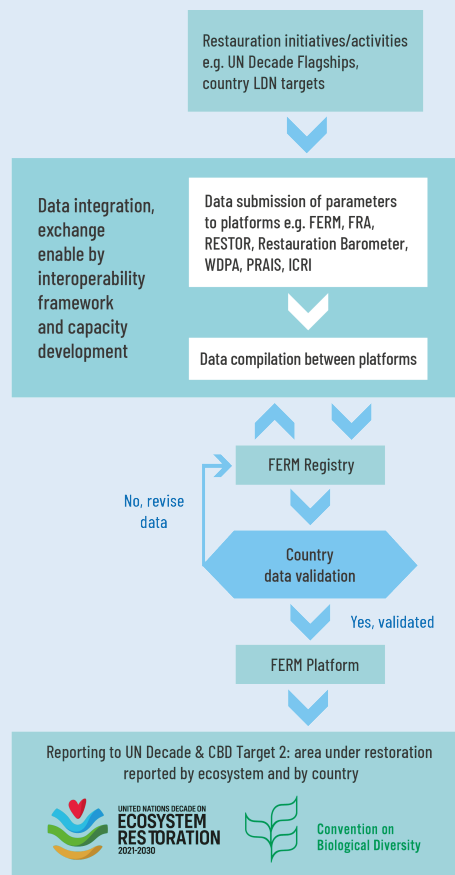 Restauration initiatives/activities
e.g. UN Decade Flagships,
country LDN targets
Data integration,
exchange
enable by
interoperability
framework
and capacity
development
Data submission of parameters
to platforms e.g. FERM, FRA,
RESTOR, Restauration Barometer,
WDPA, PRAIS, ICRI
Data compilation between platforms
FERM Registry
No, revise
data
Country
data validation
Yes, validated
FERM Platform
Reporting to UN Decade & CBD Target 2: area under restoration
reported by ecosystem and by country
UNITED NATIONS DECADE ON
ECOSYSTEM
RESTORATION
2021-2030
Convention on
Biological Diversity